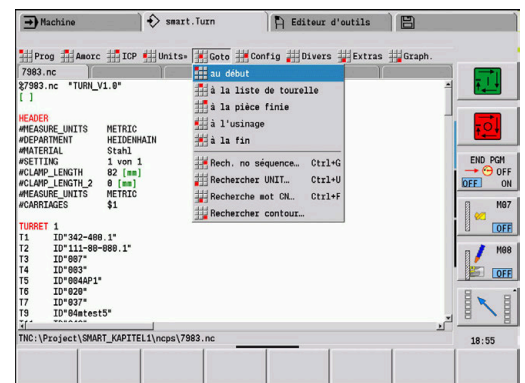 Machine
smart.Turn
Editeur d'outils
Prog Amorc ICP Units» Goto Config Divers Extras Graph.
7983.nc
%7983.nc "TURN_V1.0"
[ ]
HEADER
#MEASURE_UNITS METRIC
#DEPARTMENT HEIDENHAIN
#MATERIAL Stahl
#SETTING 1 von 1
#CLAMP_LENGTH 82 [mm]
#CLAMP_LENGTH_2 0 [mm]
#MEASURE_UNITS METRIC
#CARRIAGES $1
TURRET 1
T1 ID"342-400.1"
T2 ID"111-80-080.1"
T3 ID"007"
T4 ID"003"
T5 ID"004AP1"
T6 ID"020"
T7 ID"037"
T9 ID"04mtest5"
au début
à la liste de tourelle
à la pièce finie
à l'usinage
à la fin
Rech. no séquence… Ctrl+G
Rechercher UNIT… Ctrl+U
Recherche mot CN… Ctrl+F
Rechercher contour…
TNC:\Project\SMART_KAPITEL1\ncps\7983.nc
END PGM
OFF
OFF ON
M07
OFF
M08
OFF
18:55